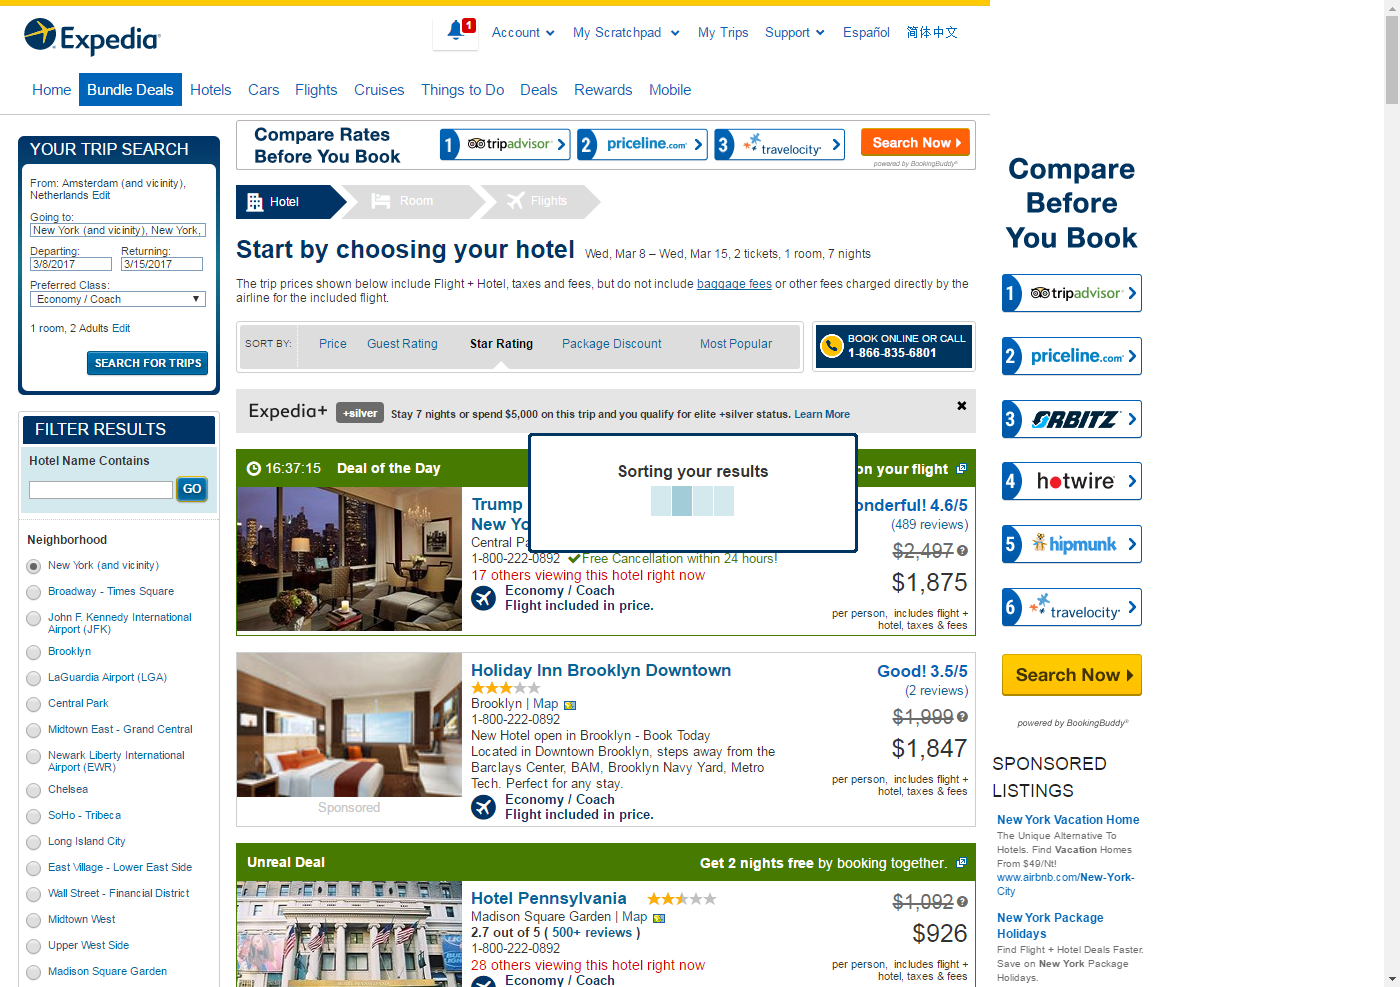 Expedia
1
Account
My Scratchpad
My Trips
Support
Español
简体中文
Home
Bundle Deals
Hotels
Cars
Flights
Cruises
Things to Do
Deals
Rewards
Mobile
YOUR TRIP SEARCH
From: Amsterdam (and vicinity),
Netherlands Edit
Going to:
New York (and vicinity), New York,
Departing:
Returning:
3/8/2017
3/15/2017
Preferred Class:
Economy / Coach
1 room, 2 Adults Edit
SEARCH FOR TRIPS
FILTER RESULTS
Hotel Name Contains
GO
Neighborhood
New York (and vicinity)
Broadway - Times Square
John F. Kennedy International
Airport (JFK)
Brooklyn
LaGuardia Airport (LGA)
Central Park
Midtown East - Grand Central
Newark Liberty International
Airport (EWR)
Chelsea
SoHo - Tribeca
Long Island City
East Village - Lower East Side
Wall Street - Financial District
Midtown West
Upper West Side
Madison Square Garden
Compare Rates
Before You Book
1 tripadvisor
2 priceline.com
3 travelocity
Search Now
powered by BookingBuddy
Hotel
Room
Flights
Start by choosing your hotel
Wed, Mar 8 – Wed, Mar 15, 2 tickets, 1 room, 7 nights
The trip prices shown below include Flight + Hotel, taxes and fees, but do not include baggage fees or other fees charged directly by the
airline for the included flight.
SORT BY:
Price
Guest Rating
Star Rating
Package Discount
Most Popular
BOOK ONLINE OR CALL
1-866-835-6801
Expedia+
+silver
Stay 7 nights or spend $5,000 on this trip and you qualify for elite +silver status. Learn More
Sorting your results
16:37:15
Deal of the Day
on your flight
Trump
New Yo
Central Pa
1-800-222-0892
Free Cancellation within 24 hours!
17 others viewing this hotel right now
Economy / Coach
Flight included in price.
onderful! 4.6/5
(489 reviews)
$2,497
$1,875
per person, includes flight +
hotel, taxes & fees
Holiday Inn Brooklyn Downtown
Brooklyn | Map
1-800-222-0892
New Hotel open in Brooklyn - Book Today
Located in Downtown Brooklyn, steps away from the
Barclays Center, BAM, Brooklyn Navy Yard, Metro
Tech. Perfect for any stay.
Economy / Coach
Flight included in price.
Sponsored
Good! 3.5/5
(2 reviews)
$1,999
$1,847
per person, includes flight +
hotel, taxes & fees
Unreal Deal
Get 2 nights free by booking together.
Hotel Pennsylvania
Madison Square Garden | Map
2.7 out of 5 ( 500+ reviews )
1-800-222-0892
28 others viewing this hotel right now
Economy / Coach
$1,092
$926
per person, includes flight +
hotel, taxes & fees
Compare
Before
You Book
1 tripadvisor
2 priceline.com
3 ORBITZ
4 hotwire
5 hipmunk
6 travelocity
Search Now
powered by BookingBuddy
SPONSORED
LISTINGS
New York Vacation Home
The Unique Alternative To
Hotels. Find Vacation Homes
From $49/Nt!
www.airbnb.com/New-York-
City
New York Package
Holidays
Find Flight + Hotel Deals Faster.
Save on New York Package
Holidays.